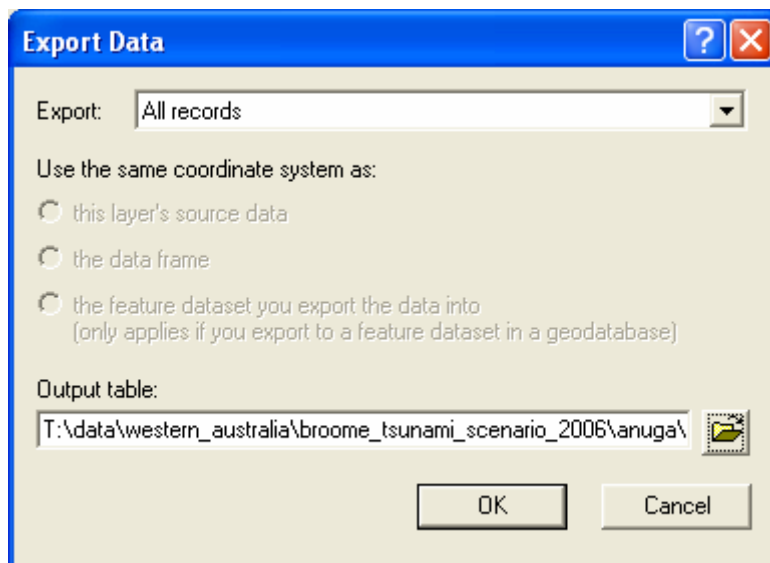 Export Data
Export: All records
Use the same coordinate system as:
this layer's source data
the data frame
the feature dataset you export the data into
(only applies if you export to a feature dataset in a geodatabase)
Output table:
T:\data\western_australia\broome_tsunami_scenario_2006\anuga\
OK Cancel